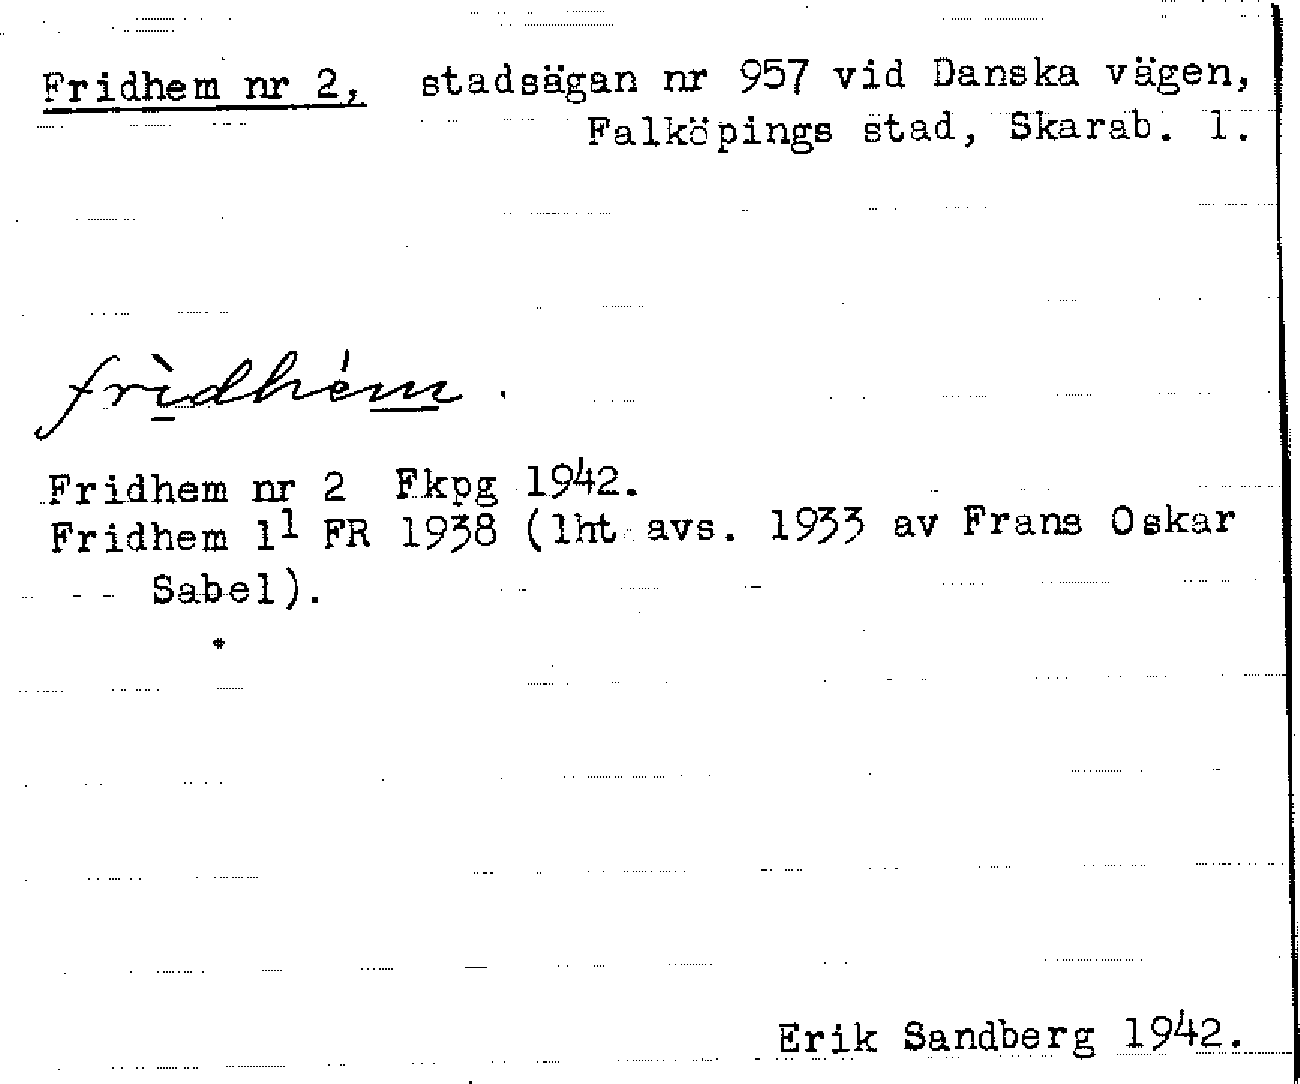 Fridhem nr 2, stadsägan nr 957 vid Danska vägen,
Falköpings stad, Skarab. l.
frìdhém.
Fridhem nr 2 Fkpg 1942.
Fridhem 1¹ FR 1938 (lht avs. 1933 av Frans Oskar
Sabel).
*
Erik Sandberg 1942.